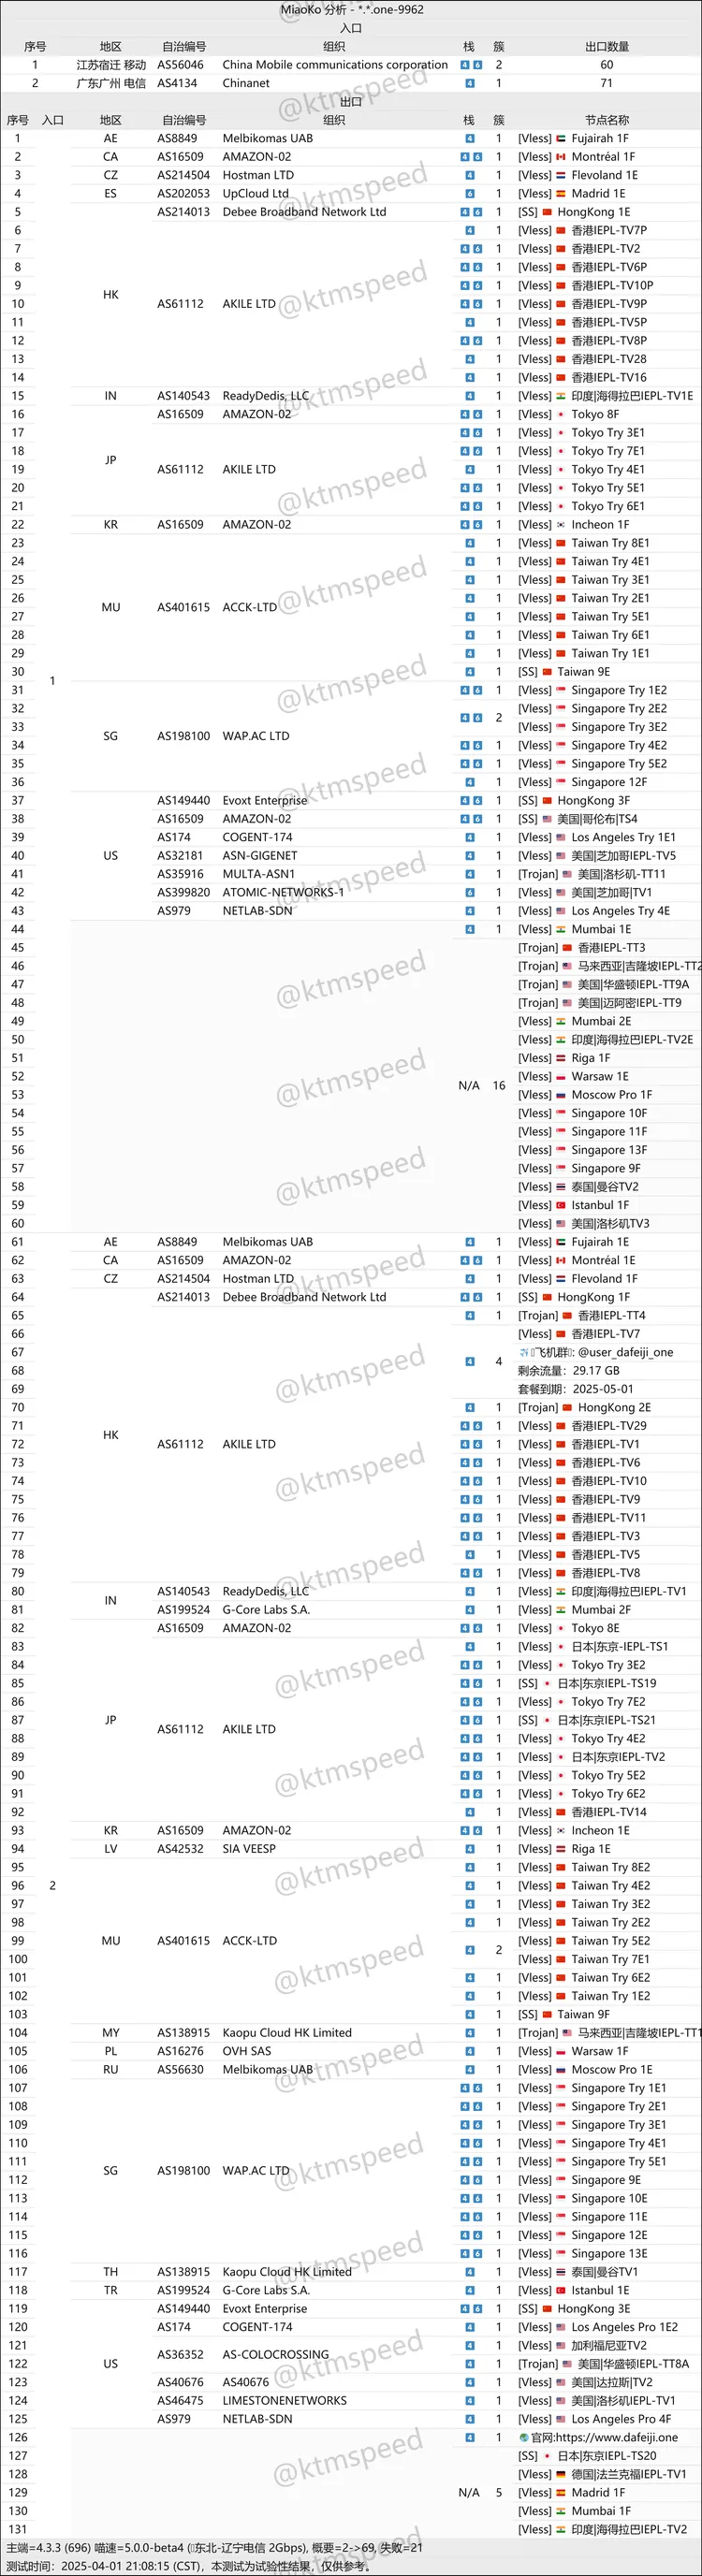 MiaoKo 分析 - *.*.one-9962
入口
序号 地区 自治编号 组织 栈 簇 出口数量
1 江苏宿迁 移动 AS56046 China Mobile communications corporation 4 6 2 60
2 广东广州 电信 AS4134 Chinanet 4 1 71
出口
序号 入口 地区 自治编号 组织 栈 簇 节点名称
1 AE AS8849 Melbikomas UAB 4 1 [Vless] Fujairah 1F
2 CA AS16509 AMAZON-02 4 6 1 [Vless] Montréal 1F
3 CZ AS214504 Hostman LTD 4 1 [Vless] Flevoland 1E
4 ES AS202053 UpCloud Ltd 6 1 [Vless] Madrid 1E
5 AS214013 Debee Broadband Network Ltd 4 6 1 [SS] HongKong 1E
6 4 1 [Vless] 香港IEPL-TV7P
7 4 6 1 [Vless] 香港IEPL-TV2
8 4 6 1 [Vless] 香港IEPL-TV6P
9 4 6 1 [Vless] 香港IEPL-TV10P
HK
10 AS61112 AKILE LTD 4 6 1 [Vless] 香港IEPL-TV9P
11 4 1 [Vless] 香港IEPL-TV5P
12 4 6 1 [Vless] 香港IEPL-TV8P
13 4 1 [Vless] 香港IEPL-TV28
14 4 1 [Vless] 香港IEPL-TV16
15 IN AS140543 ReadyDedis, LLC 4 1 [Vless] 印度|海得拉巴IEPL-TV1E
16 AS16509 AMAZON-02 4 6 1 [Vless] Tokyo 8F
17 4 6 1 [Vless] Tokyo Try 3E1
18 4 6 1 [Vless] Tokyo Try 7E1
JP
19 AS61112 AKILE LTD 4 1 [Vless] Tokyo Try 4E1
20 4 6 1 [Vless] Tokyo Try 5E1
21 4 6 1 [Vless] Tokyo Try 6E1
22 KR AS16509 AMAZON-02 4 6 1 [Vless] Incheon 1F
23 4 1 [Vless] Taiwan Try 8E1
24 4 1 [Vless] Taiwan Try 4E1
25 4 1 [Vless] Taiwan Try 3E1
26 4 1 [Vless] Taiwan Try 2E1
MU AS401615 ACCK-LTD
27 4 1 [Vless] Taiwan Try 5E1
28 4 1 [Vless] Taiwan Try 6E1
29 4 1 [Vless] Taiwan Try 1E1
30 4 1 [SS] Taiwan 9E
1
31 4 6 1 [Vless] Singapore Try 1E2
32 [Vless] Singapore Try 2E2
4 6 2
33 [Vless] Singapore Try 3E2
SG AS198100 WAP.AC LTD
34 4 6 1 [Vless] Singapore Try 4E2
35 4 6 1 [Vless] Singapore Try 5E2
36 4 1 [Vless] Singapore 12F
37 AS149440 Evoxt Enterprise 4 6 1 [SS] HongKong 3F
38 AS16509 AMAZON-02 4 6 1 [SS] 美国|哥伦布|TS4
39 AS174 COGENT-174 4 1 [Vless] Los Angeles Try 1E1
40 US AS32181 ASN-GIGENET 4 1 [Vless] 美国|芝加哥IEPL-TV5
41 AS35916 MULTA-ASN1 4 1 [Trojan] 美国|洛杉矶-TT11
42 AS399820 ATOMIC-NETWORKS-1 6 1 [Vless] 美国|芝加哥|TV1
43 AS979 NETLAB-SDN 4 1 [Vless] Los Angeles Try 4E
44 4 1 [Vless] Mumbai 1E
45 [Trojan] 香港IEPL-TT3
46 [Trojan] 马来西亚|吉隆坡IEPL-TT2
47 [Trojan] 美国|华盛顿IEPL-TT9A
48 [Trojan] 美国|迈阿密IEPL-TT9
49 [Vless] Mumbai 2E
50 [Vless] 印度|海得拉巴IEPL-TV2E
51 [Vless] Riga 1F
52 [Vless] Warsaw 1E
N/A 16
53 [Vless] Moscow Pro 1F
54 [Vless] Singapore 10F
55 [Vless] Singapore 11F
56 [Vless] Singapore 13F
57 [Vless] Singapore 9F
58 [Vless] 泰国|曼谷TV2
59 [Vless] Istanbul 1F
60 [Vless] 美国|洛杉矶TV3
61 AE AS8849 Melbikomas UAB 4 1 [Vless] Fujairah 1E
62 CA AS16509 AMAZON-02 4 6 1 [Vless] Montréal 1E
63 CZ AS214504 Hostman LTD 4 1 [Vless] Flevoland 1F
64 AS214013 Debee Broadband Network Ltd 4 6 1 [SS] HongKong 1F
65 4 1 [Trojan] 香港IEPL-TT4
66 [Vless] 香港IEPL-TV7
67 飞机群: @user_dafeiji_one
4 4
68 剩余流量：29.17 GB
69 套餐到期：2025-05-01
70 4 1 [Trojan] HongKong 2E
71 4 6 1 [Vless] 香港IEPL-TV29
HK
72 AS61112 AKILE LTD 4 6 1 [Vless] 香港IEPL-TV1
73 4 6 1 [Vless] 香港IEPL-TV6
74 4 6 1 [Vless] 香港IEPL-TV10
75 4 6 1 [Vless] 香港IEPL-TV9
76 4 6 1 [Vless] 香港IEPL-TV11
77 4 6 1 [Vless] 香港IEPL-TV3
78 4 1 [Vless] 香港IEPL-TV5
79 4 6 1 [Vless] 香港IEPL-TV8
80 AS140543 ReadyDedis, LLC 4 1 [Vless] 印度|海得拉巴IEPL-TV1
IN
81 AS199524 G-Core Labs S.A. 4 1 [Vless] Mumbai 2F
82 AS16509 AMAZON-02 4 6 1 [Vless] Tokyo 8E
83 4 1 [Vless] 日本|东京-IEPL-TS1
84 4 6 1 [Vless] Tokyo Try 3E2
85 4 6 1 [SS] 日本|东京IEPL-TS19
86 4 6 1 [Vless] Tokyo Try 7E2
87 JP 4 6 1 [SS] 日本|东京IEPL-TS21
AS61112 AKILE LTD
88 4 6 1 [Vless] Tokyo Try 4E2
89 4 6 1 [Vless] 日本|东京IEPL-TV2
90 4 6 1 [Vless] Tokyo Try 5E2
91 4 6 1 [Vless] Tokyo Try 6E2
92 4 1 [Vless] 香港IEPL-TV14
93 KR AS16509 AMAZON-02 4 6 1 [Vless] Incheon 1E
94 LV AS42532 SIA VEESP 4 1 [Vless] Riga 1E
95 4 1 [Vless] Taiwan Try 8E2
96 2 4 1 [Vless] Taiwan Try 4E2
97 4 1 [Vless] Taiwan Try 3E2
98 4 1 [Vless] Taiwan Try 2E2
99 MU AS401615 ACCK-LTD [Vless] Taiwan Try 5E2
4 2
100 [Vless] Taiwan Try 7E1
101 4 1 [Vless] Taiwan Try 6E2
102 4 1 [Vless] Taiwan Try 1E2
103 4 1 [SS] Taiwan 9F
104 MY AS138915 Kaopu Cloud HK Limited 4 1 [Trojan] 马来西亚|吉隆坡IEPL-TT1
105 PL AS16276 OVH SAS 4 1 [Vless] Warsaw 1F
106 RU AS56630 Melbikomas UAB 4 1 [Vless] Moscow Pro 1E
107 4 6 1 [Vless] Singapore Try 1E1
108 4 6 1 [Vless] Singapore Try 2E1
109 4 6 1 [Vless] Singapore Try 3E1
110 4 6 1 [Vless] Singapore Try 4E1
111 4 6 1 [Vless] Singapore Try 5E1
SG AS198100 WAP.AC LTD
112 4 6 1 [Vless] Singapore 9E
113 4 6 1 [Vless] Singapore 10E
114 4 6 1 [Vless] Singapore 11E
115 4 6 1 [Vless] Singapore 12E
116 4 6 1 [Vless] Singapore 13E
117 TH AS138915 Kaopu Cloud HK Limited 4 1 [Vless] 泰国|曼谷TV1
118 TR AS199524 G-Core Labs S.A. 4 1 [Vless] Istanbul 1E
119 AS149440 Evoxt Enterprise 4 6 1 [SS] HongKong 3E
120 AS174 COGENT-174 4 1 [Vless] Los Angeles Pro 1E2
121 4 1 [Vless] 加利福尼亚TV2
AS36352 AS-COLOCROSSING
122 US 4 1 [Trojan] 美国|华盛顿IEPL-TT8A
123 AS40676 AS40676 4 1 [Vless] 美国|达拉斯|TV2
124 AS46475 LIMESTONENETWORKS 4 1 [Vless] 美国|洛杉矶IEPL-TV1
125 AS979 NETLAB-SDN 4 1 [Vless] Los Angeles Pro 4F
126 4 1 官网:https://www.dafeiji.one
127 [SS] 日本|东京IEPL-TS20
128 [Vless] 德国|法兰克福IEPL-TV1
129 N/A 5 [Vless] Madrid 1F
130 [Vless] Mumbai 1F
131 [Vless] 印度|海得拉巴IEPL-TV2
主端=4.3.3 (696) 喵速=5.0.0-beta4 (东北-辽宁电信 2Gbps), 概要=2->69, 失败=21
测试时间：2025-04-01 21:08:15 (CST)，本测试为试验性结果，仅供参考。
@ktmspeed